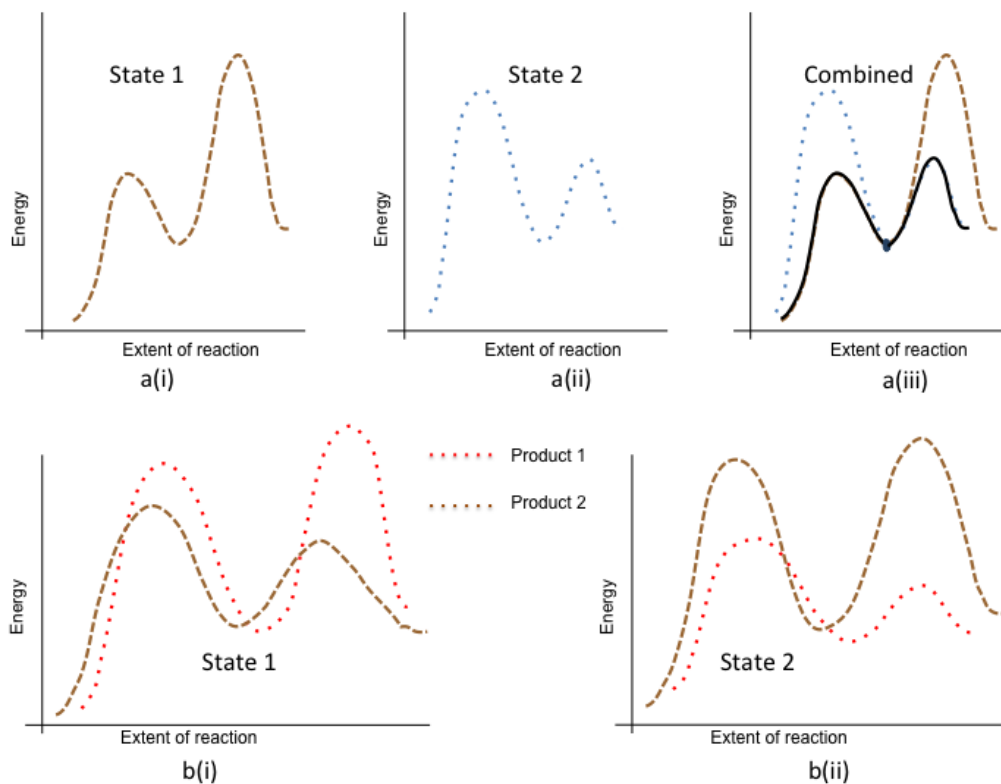 State 1
Energy
Extent of reaction
a(i)
State 2
Energy
Extent of reaction
a(ii)
Combined
Energy
Extent of reaction
a(iii)
Product 1
Product 2
Energy
State 1
Extent of reaction
b(i)
Energy
State 2
Extent of reaction
b(ii)